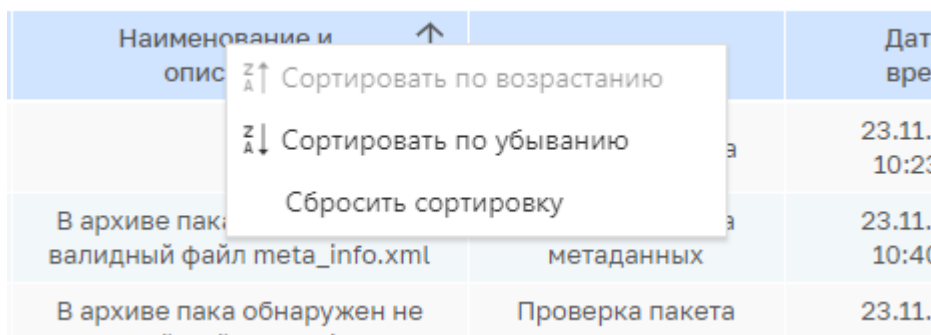 Наименование и
опис
Дат
вре
Сортировать по возрастанию
Сортировать по убыванию
Сбросить сортировку
а
23.11.
10:23
В архиве пака
валидный файл meta_info.xml
а
метаданных
23.11.
10:40
В архиве пака обнаружен не
Проверка пакета
23.11.